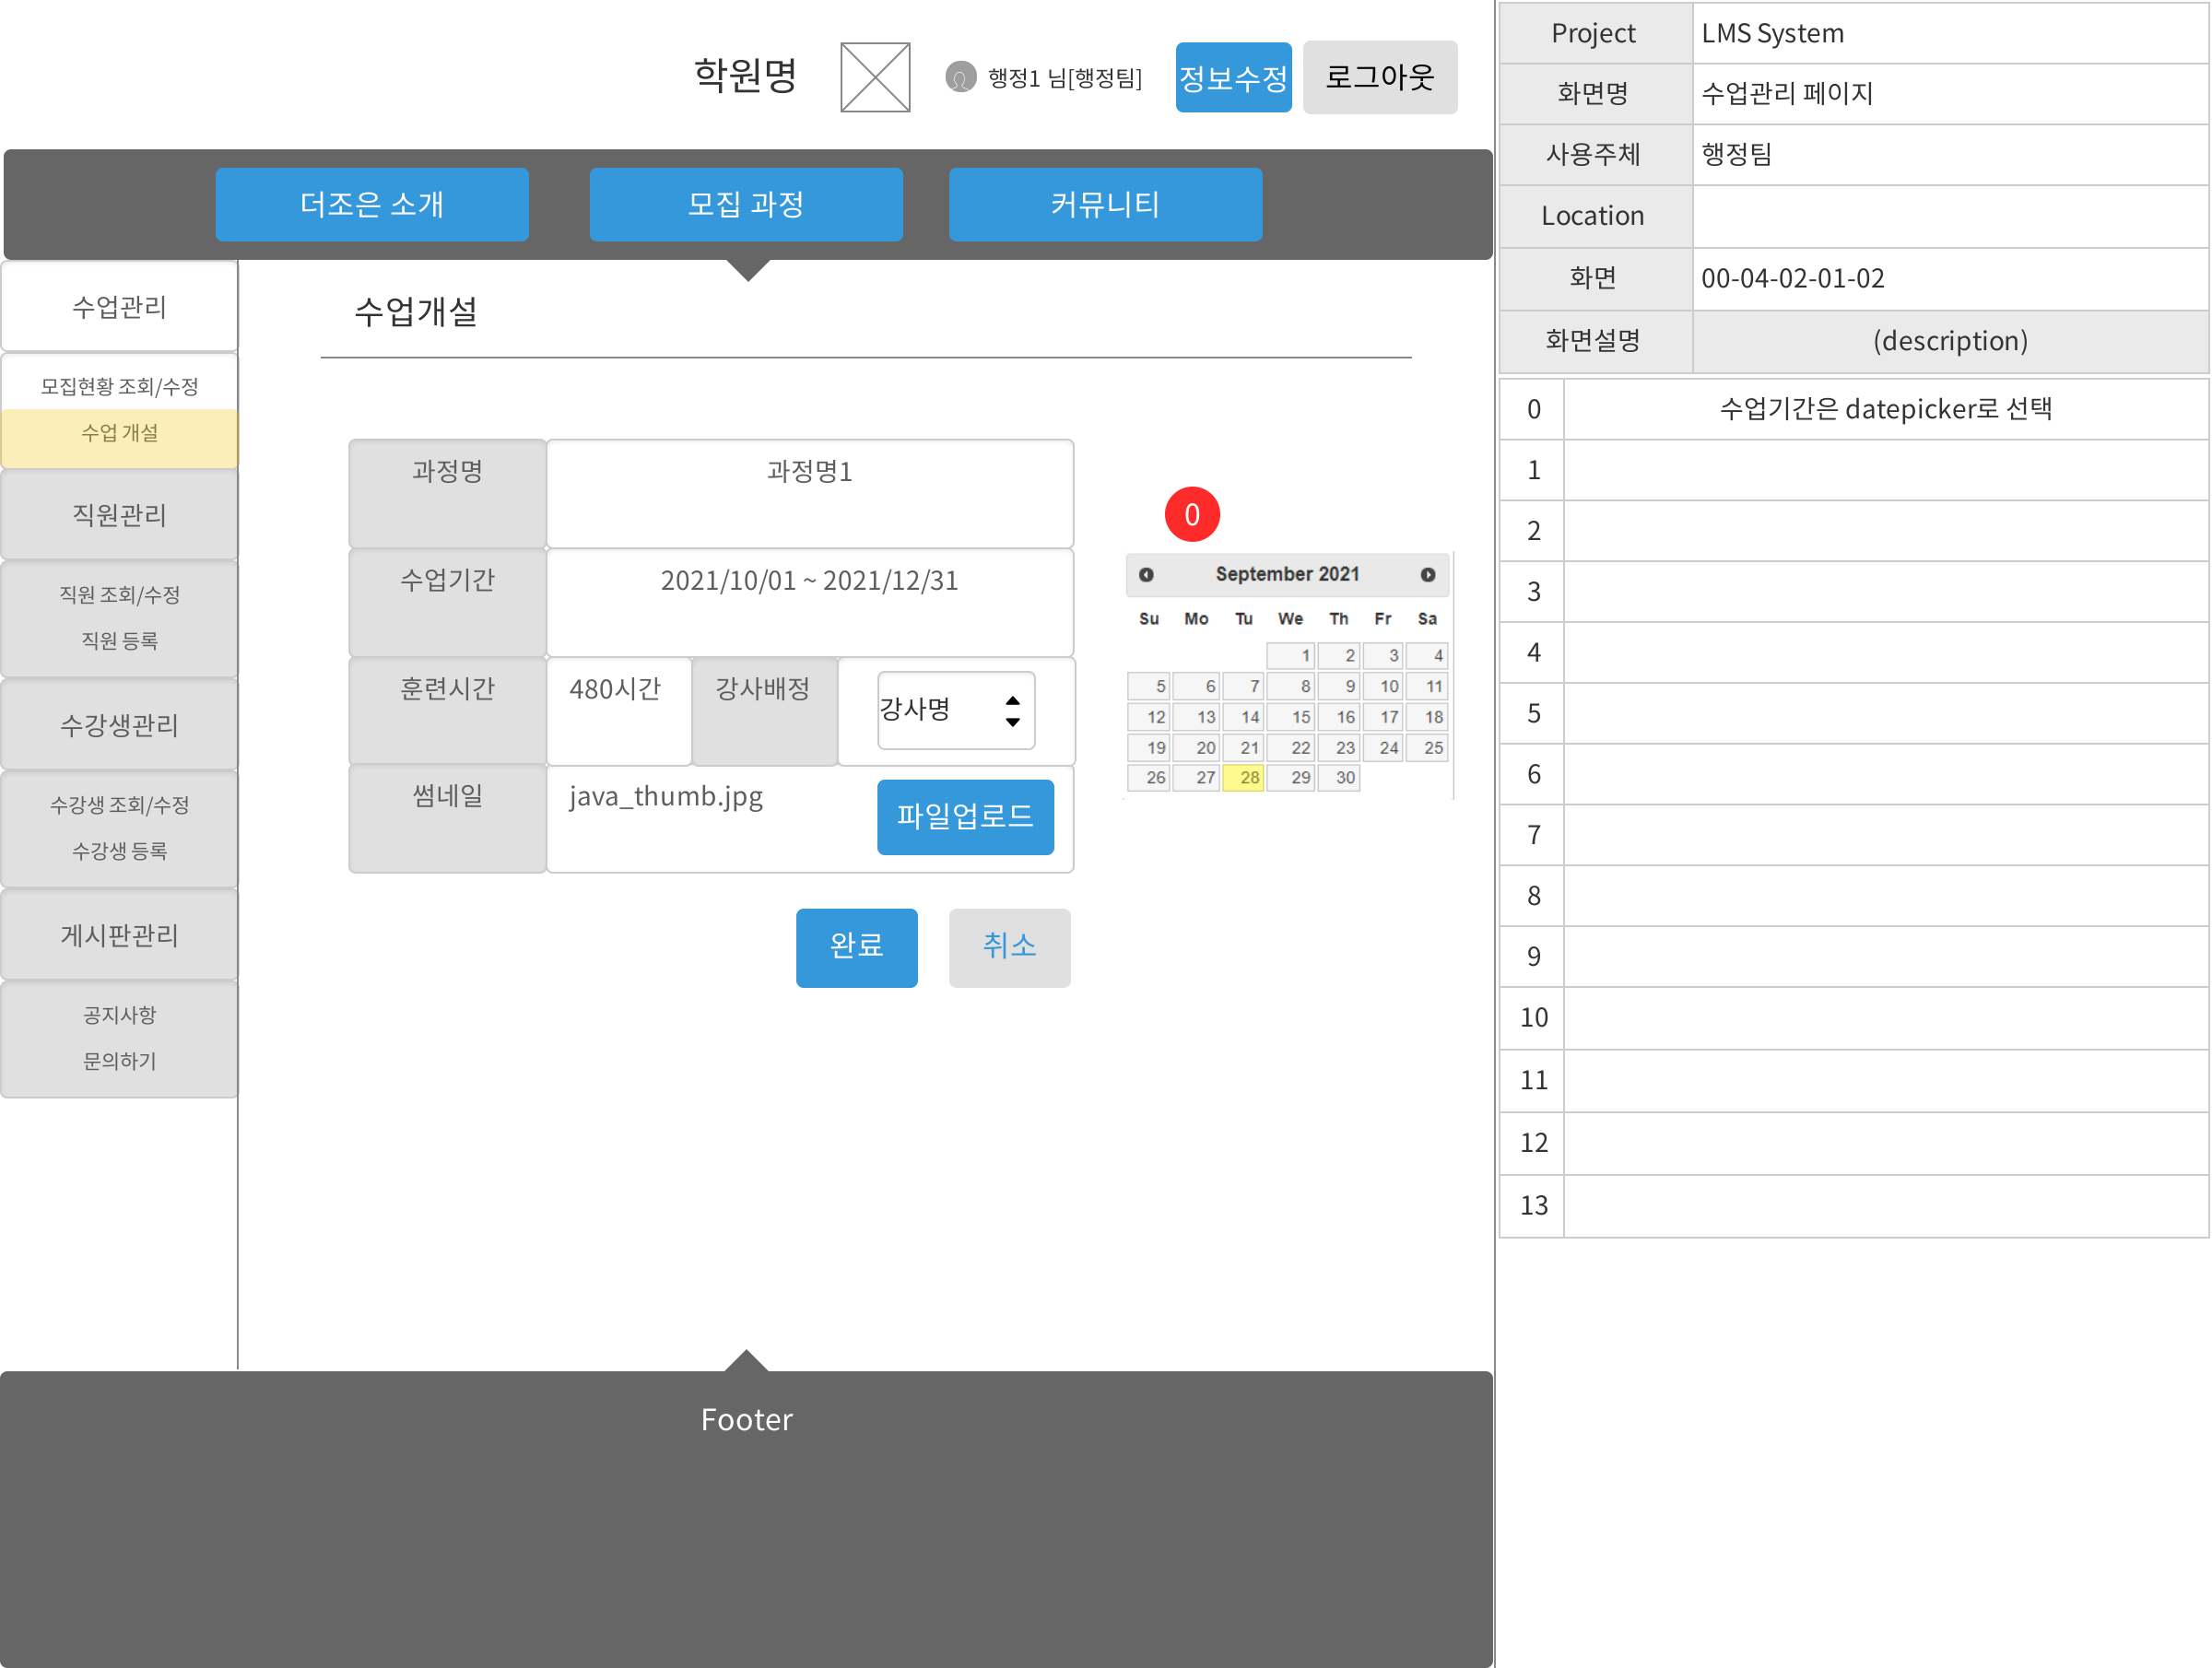 학원명
행정1 님[행정팀]
정보수정
로그아웃
더조은 소개
모집 과정
커뮤니티
수업관리
모집현황 조회/수정
수업 개설
직원관리
직원 조회/수정
직원 등록
수강생관리
수강생 조회/수정
수강생 등록
게시판관리
공지사항
문의하기
수업개설
과정명 과정명1
수업기간 2021/10/01 ~ 2021/12/31
훈련시간 480시간 강사배정 강사명
썸네일 java_thumb.jpg 파일업로드
완료 취소
0
September 2021
Su Mo Tu We Th Fr Sa
1 2 3 4
5 6 7 8 9 10 11
12 13 14 15 16 17 18
19 20 21 22 23 24 25
26 27 28 29 30
Footer
Project LMS System
화면명 수업관리 페이지
사용주체 행정팀
Location
화면 00-04-02-01-02
화면설명 (description)
0 수업기간은 datepicker로 선택
1
2
3
4
5
6
7
8
9
10
11
12
13